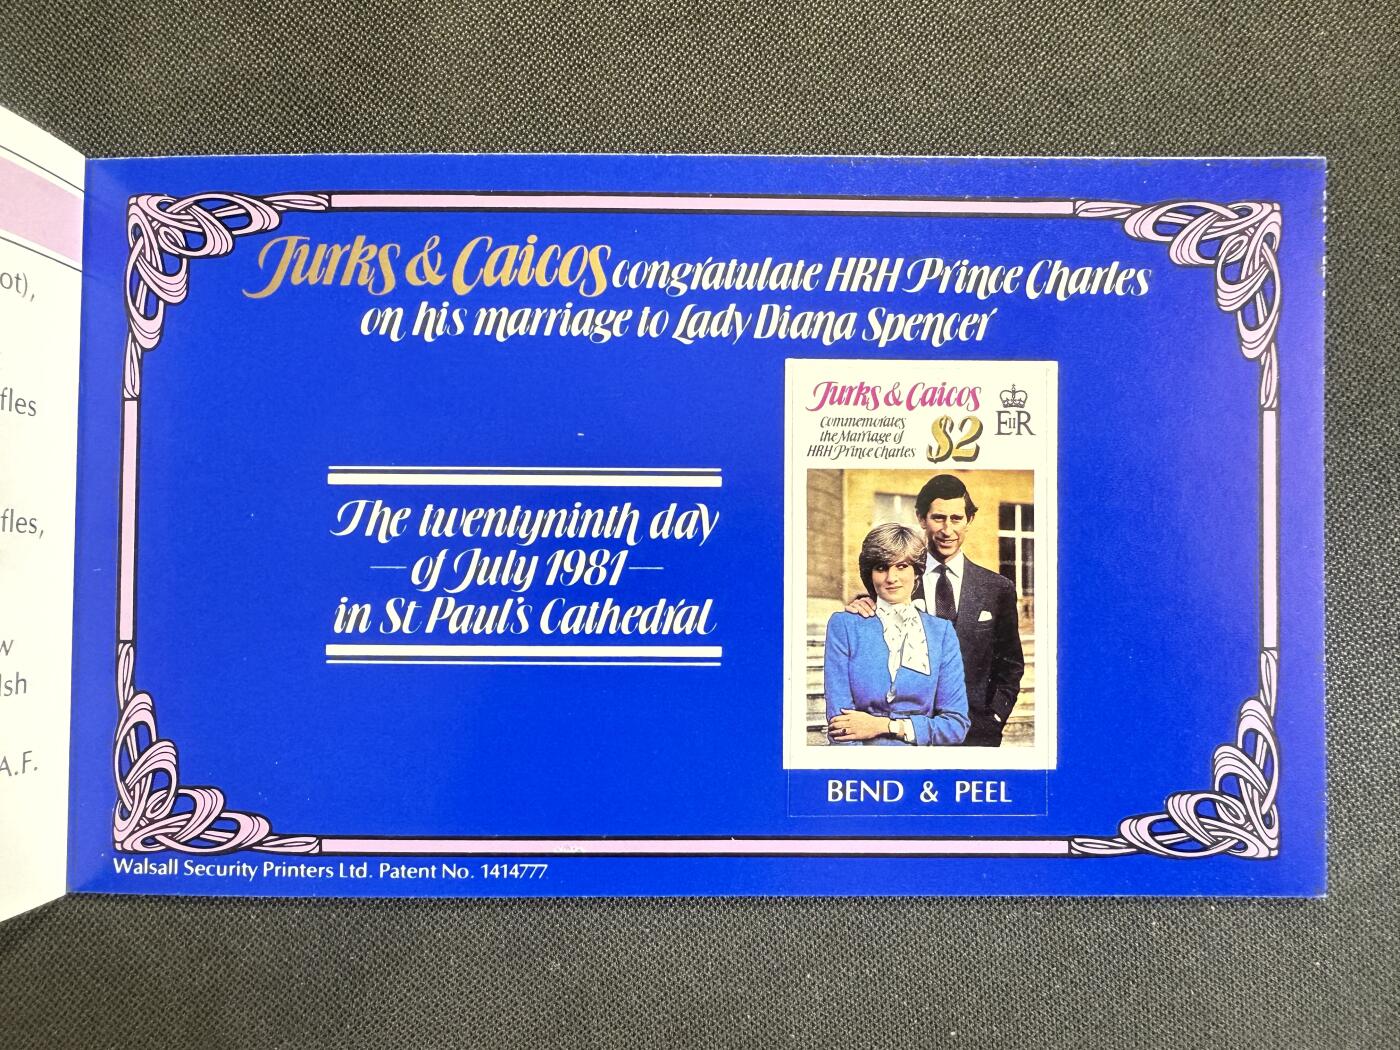 ot),
fles
fles,
w
lsh
A.F.
Turks & Caicos congratulate HRH Prince Charles
on his marriage to Lady Diana Spencer
The twentyninth day
— of July 1981 —
in St Paul's Cathedral
Turks & Caicos
Commemorates
the Marriage of
HRH Prince Charles
$2
EIIR
BEND & PEEL
Walsall Security Printers Ltd. Patent No. 1414777